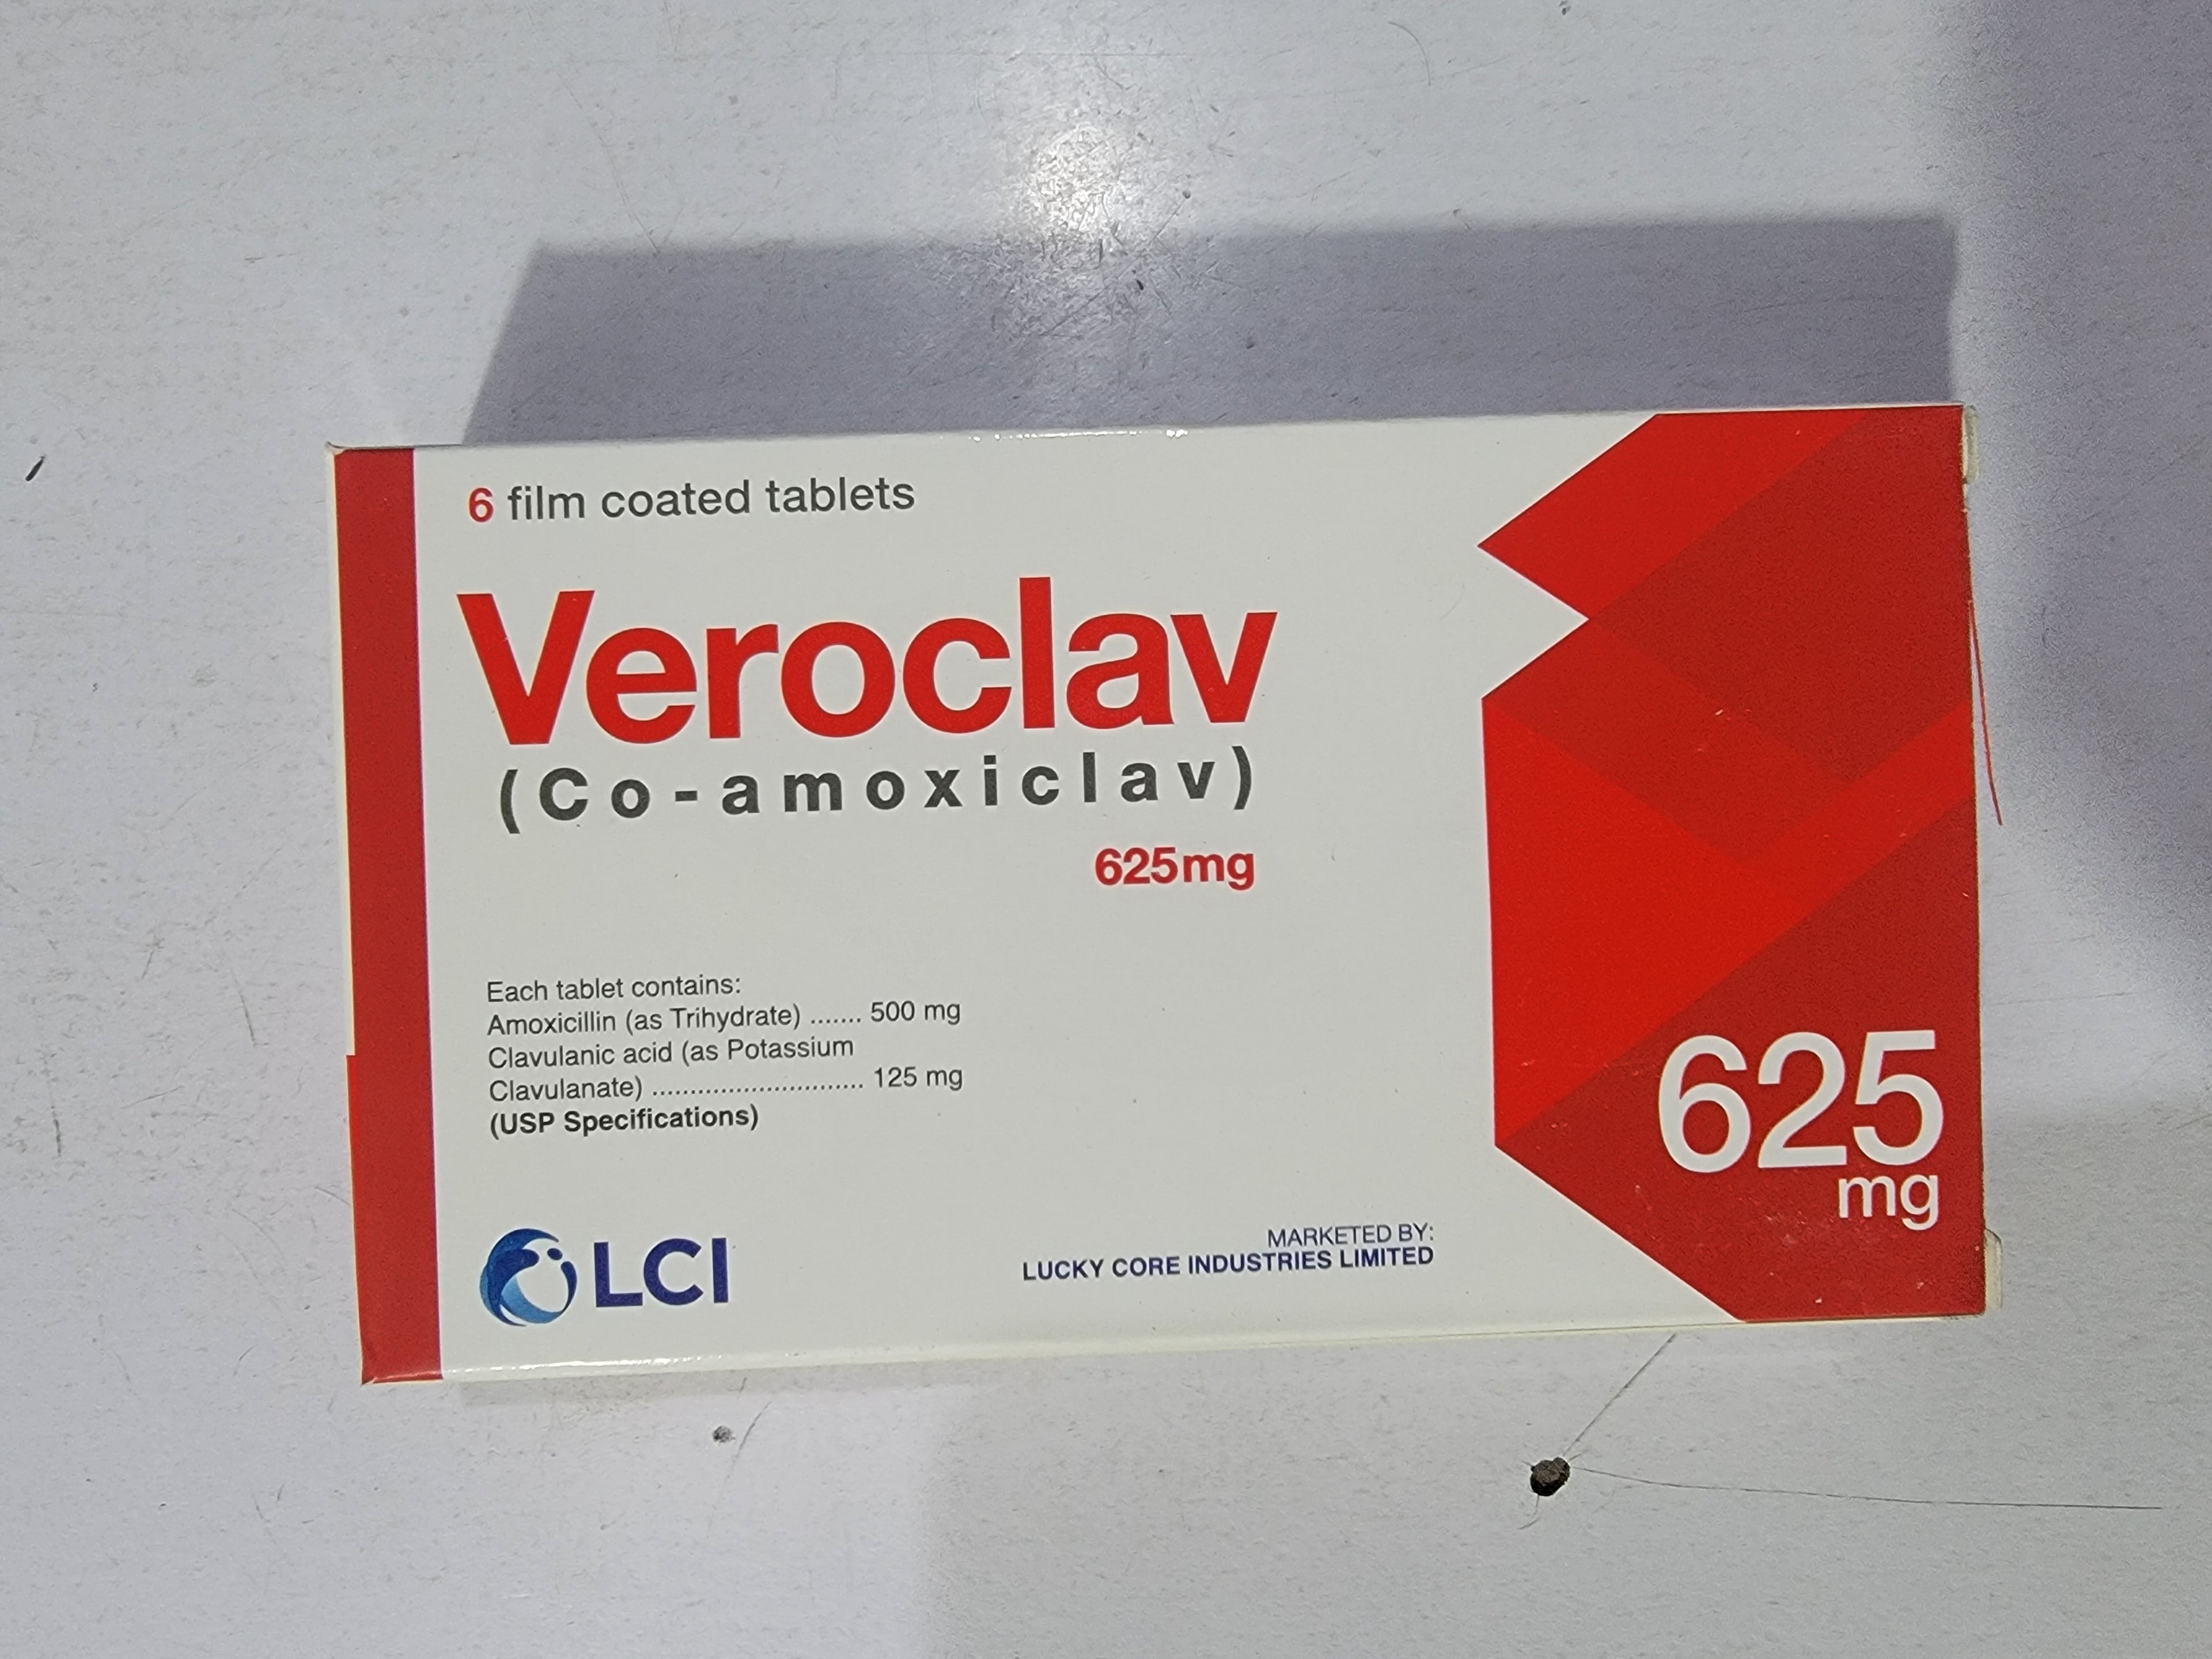 6 film coated tablets
Veroclav
(Co-amoxiclav)
625mg
Each tablet contains:
Amoxicillin (as Trihydrate) ....... 500 mg
Clavulanic acid (as Potassium
Clavulanate) ............................ 125 mg
(USP Specifications)
LCI
MARKETED BY:
LUCKY CORE INDUSTRIES LIMITED
625
mg